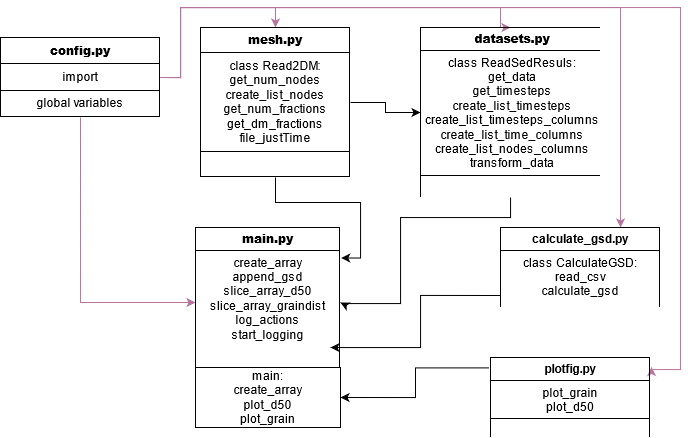 config.py
import
global variables
mesh.py
class Read2DM:
get_num_nodes
create_list_nodes
get_num_fractions
get_dm_fractions
file_justTime
datasets.py
class ReadSedResuls:
get_data
get_timesteps
create_list_timesteps
create_list_timesteps_columns
create_list_time_columns
create_list_nodes_columns
transform_data
main.py
create_array
append_gsd
slice_array_d50
slice_array_graindist
log_actions
start_logging
main:
create_array
plot_d50
plot_grain
calculate_gsd.py
class CalculateGSD:
read_csv
calculate_gsd
plotfig.py
plot_grain
plot_d50